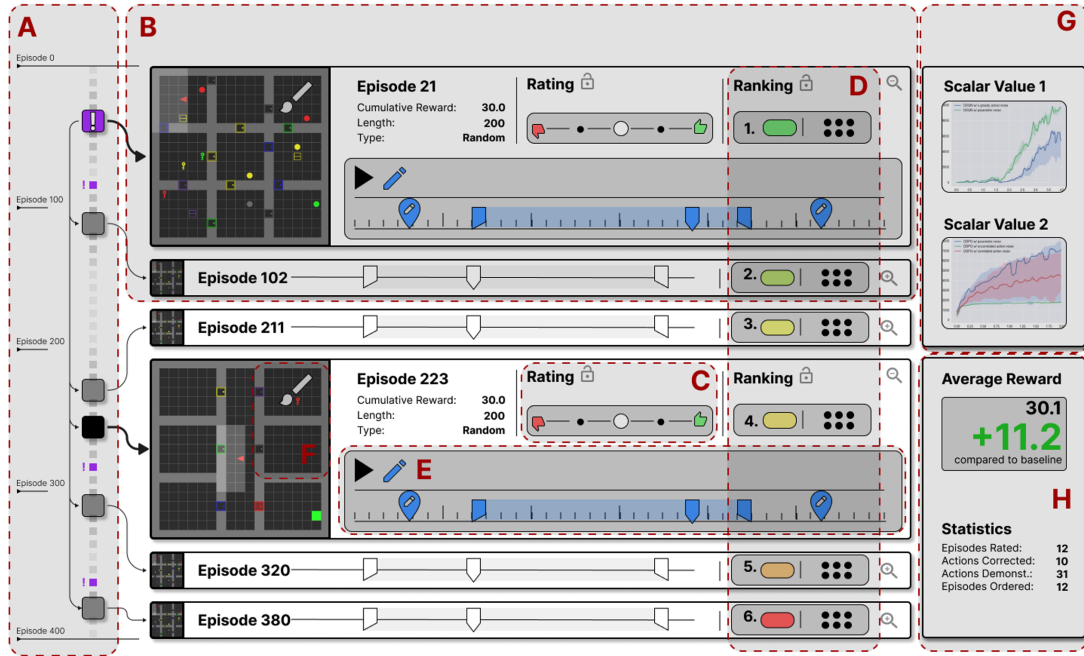 A
B
G
Episode 0
Episode 21
Cumulative Reward: 30.0
Length: 200
Type: Random
Rating
Ranking
D
1.
Scalar Value 1
!
!
Episode 100
Scalar Value 2
Episode 102
2.
Episode 211
3.
Episode 200
Episode 223
Cumulative Reward: 30.0
Length: 200
Type: Random
Rating
C
Ranking
4.
F
E
Average Reward
30.1
+11.2
compared to baseline
!
Episode 300
H
Statistics
Episodes Rated: 12
Actions Corrected: 10
Actions Demonst.: 31
Episodes Ordered: 12
Episode 320
5.
!
Episode 380
6.
Episode 400